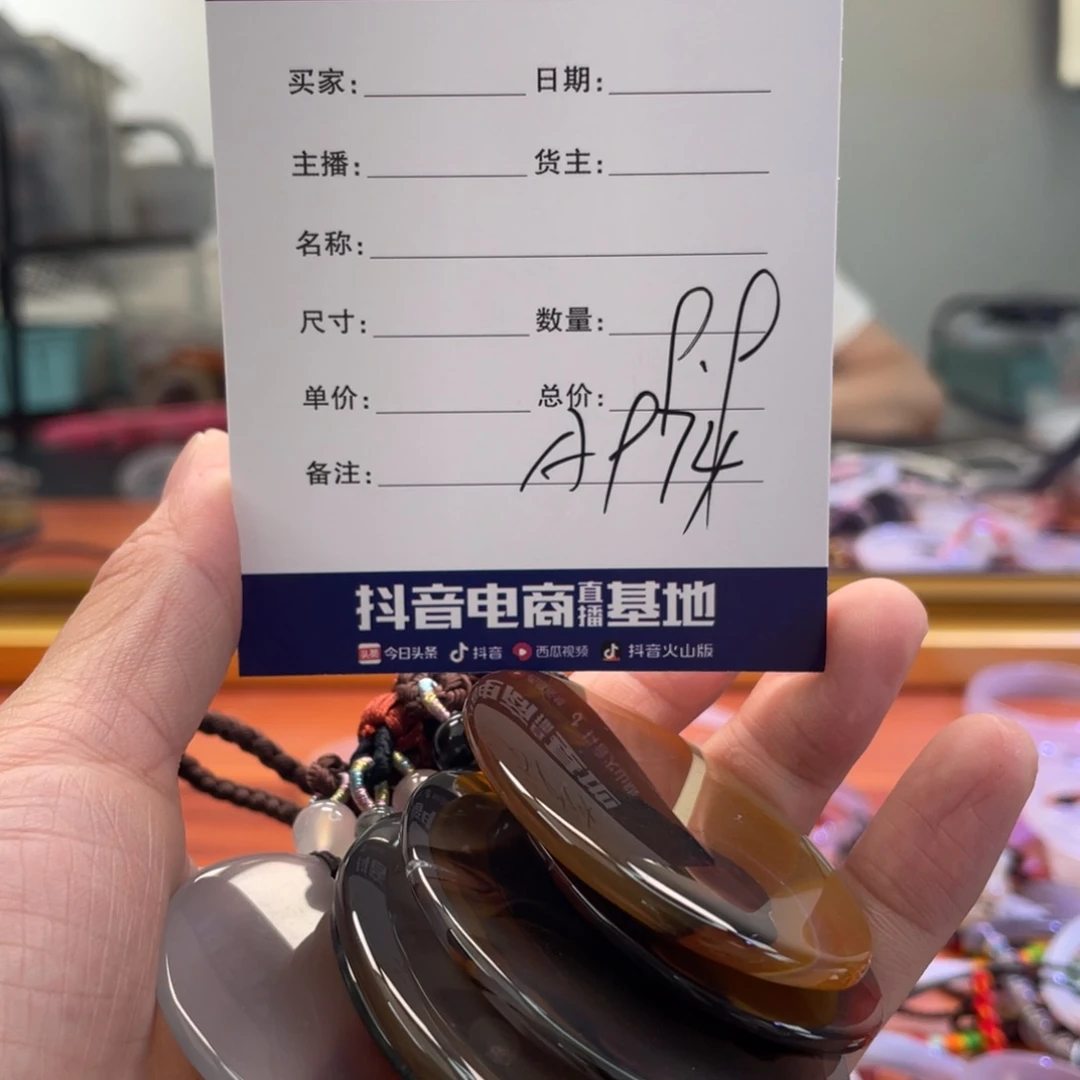 买家: 日期:
主播: 货主:
名称:
尺寸: 数量:
单价: 总价:
备注:
抖音电商直播基地
头条 今日头条 抖音 西瓜视频 抖音火山版